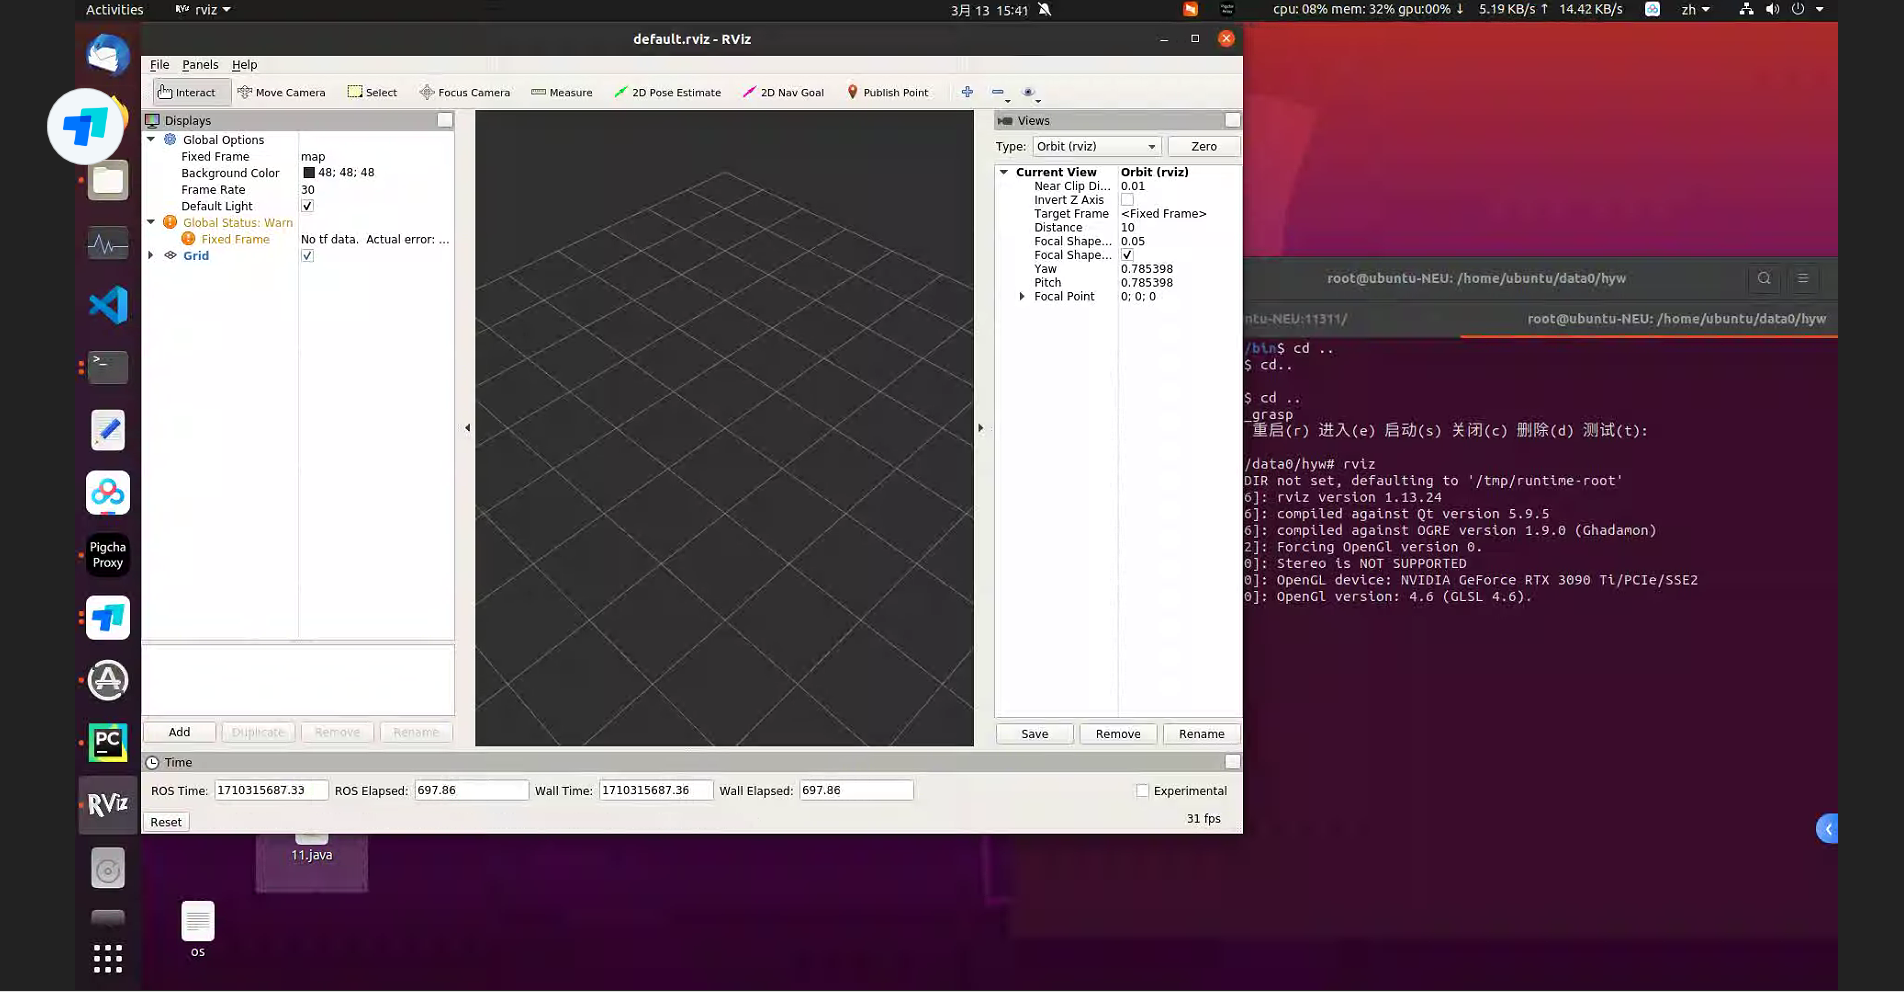 Activities
rviz
3月 13 15:41
cpu: 08% mem: 32% gpu:00% ↓ 5.19 KB/s ↑ 14.42 KB/s
zh
default.rviz - RViz
File Panels Help
Interact Move Camera Select Focus Camera Measure 2D Pose Estimate 2D Nav Goal Publish Point
Displays
Global Options
Fixed Frame map
Background Color 48; 48; 48
Frame Rate 30
Default Light
Global Status: Warn
Fixed Frame No tf data. Actual error: ...
Grid
Add Duplicate Remove Rename
Views
Type: Orbit (rviz) Zero
Current View Orbit (rviz)
Near Clip Di... 0.01
Invert Z Axis
Target Frame <Fixed Frame>
Distance 10
Focal Shape... 0.05
Focal Shape...
Yaw 0.785398
Pitch 0.785398
Focal Point 0; 0; 0
Save Remove Rename
Time
ROS Time: 1710315687.33 ROS Elapsed: 697.86 Wall Time: 1710315687.36 Wall Elapsed: 697.86 Experimental
Reset
31 fps
root@ubuntu-NEU: /home/ubuntu/data0/hyw
ntu-NEU:11311/ root@ubuntu-NEU: /home/ubuntu/data0/hyw
/bin$ cd ..
$ cd..
$ cd ..
_grasp
重启(r) 进入(e) 启动(s) 关闭(c) 删除(d) 测试(t):
/data0/hyw# rviz
DIR not set, defaulting to '/tmp/runtime-root'
6]: rviz version 1.13.24
6]: compiled against Qt version 5.9.5
6]: compiled against OGRE version 1.9.0 (Ghadamon)
2]: Forcing OpenGl version 0.
0]: Stereo is NOT SUPPORTED
0]: OpenGL device: NVIDIA GeForce RTX 3090 Ti/PCIe/SSE2
0]: OpenGl version: 4.6 (GLSL 4.6).
Pigcha
Proxy
PC
RViz
11.java
os